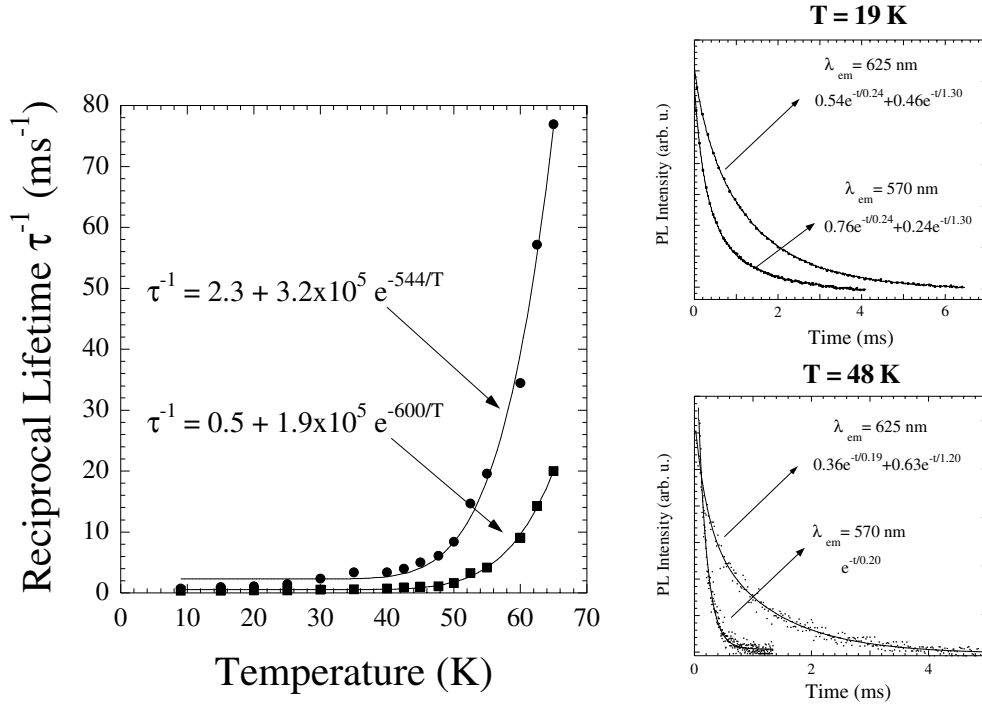 Reciprocal Lifetime τ⁻¹ (ms⁻¹)
80
70
60
50
40
30
20
10
0
τ⁻¹ = 2.3 + 3.2x10⁵ e^(-544/T)
τ⁻¹ = 0.5 + 1.9x10⁵ e^(-600/T)
0 10 20 30 40 50 60 70
Temperature (K)
T = 19 K
PL Intensity (arb. u.)
λ_em = 625 nm
0.54e^(-t/0.24)+0.46e^(-t/1.30)
λ_em = 570 nm
0.76e^(-t/0.24)+0.24e^(-t/1.30)
0 2 4 6
Time (ms)
T = 48 K
PL Intensity (arb. u.)
λ_em = 625 nm
0.36e^(-t/0.19)+0.63e^(-t/1.20)
λ_em = 570 nm
e^(-t/0.20)
0 2 4
Time (ms)